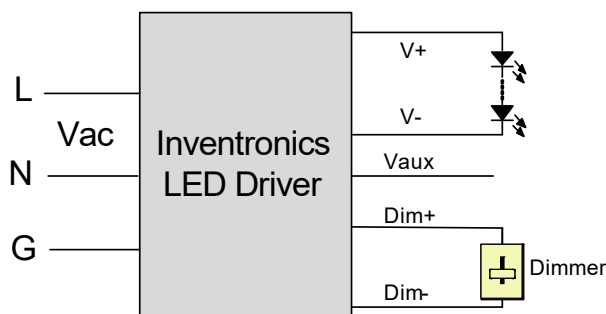 L
Vac
N
G
Inventronics
LED Driver
V+
V-
Vaux
Dim+
Dim-
Dimmer